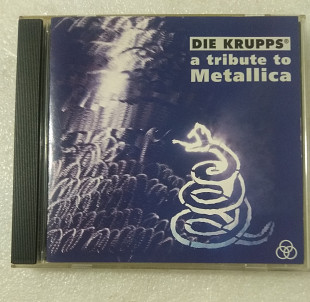 DIE KRUPPS®
a tribute to
Metallica